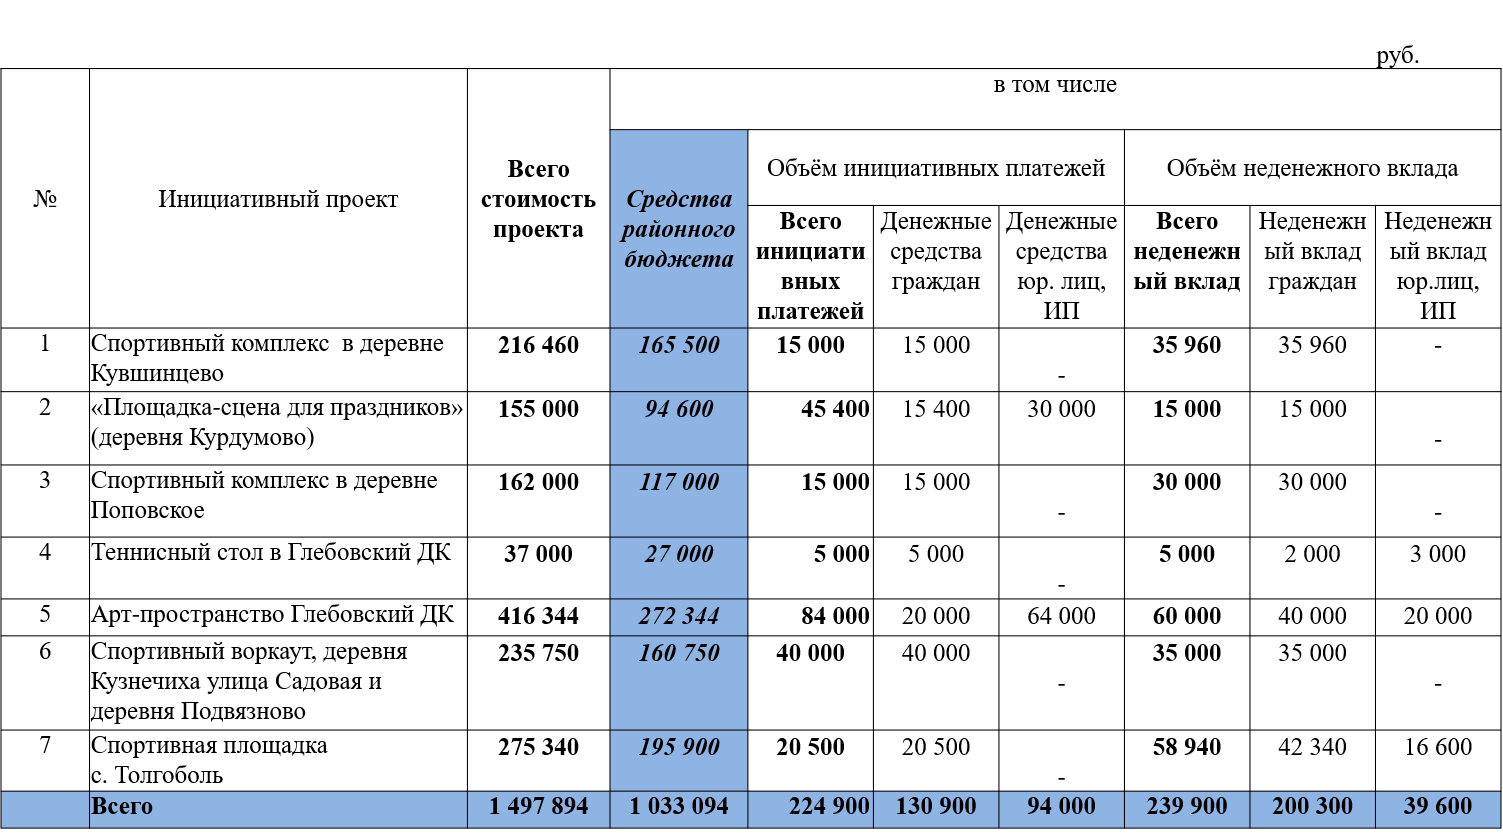 руб.
в том числе
№
Инициативный проект
Всего
стоимость
проекта
Средства
районного
бюджета
Объём инициативных платежей
Объём неденежного вклада
Всего
инициати
вных
платежей
Денежные
средства
граждан
Денежные
средства
юр. лиц,
ИП
Всего
неденежн
ый вклад
Неденежн
ый вклад
граждан
Неденежн
ый вклад
юр.лиц,
ИП
1 Спортивный комплекс в деревне 216 460 165 500 15 000 15 000 35 960 35 960 -
Кувшинцево -
2 «Площадка-сцена для праздников» 155 000 94 600 45 400 15 400 30 000 15 000 15 000
(деревня Курдумово) -
3 Спортивный комплекс в деревне 162 000 117 000 15 000 15 000 30 000 30 000
Поповское - -
4 Теннисный стол в Глебовский ДК 37 000 27 000 5 000 5 000 5 000 2 000 3 000
-
5 Арт-пространство Глебовский ДК 416 344 272 344 84 000 20 000 64 000 60 000 40 000 20 000
6 Спортивный воркаут, деревня 235 750 160 750 40 000 40 000 35 000 35 000
Кузнечиха улица Садовая и - -
деревня Подвязново
7 Спортивная площадка 275 340 195 900 20 500 20 500 58 940 42 340 16 600
с. Толгоболь -
Всего 1 497 894 1 033 094 224 900 130 900 94 000 239 900 200 300 39 600